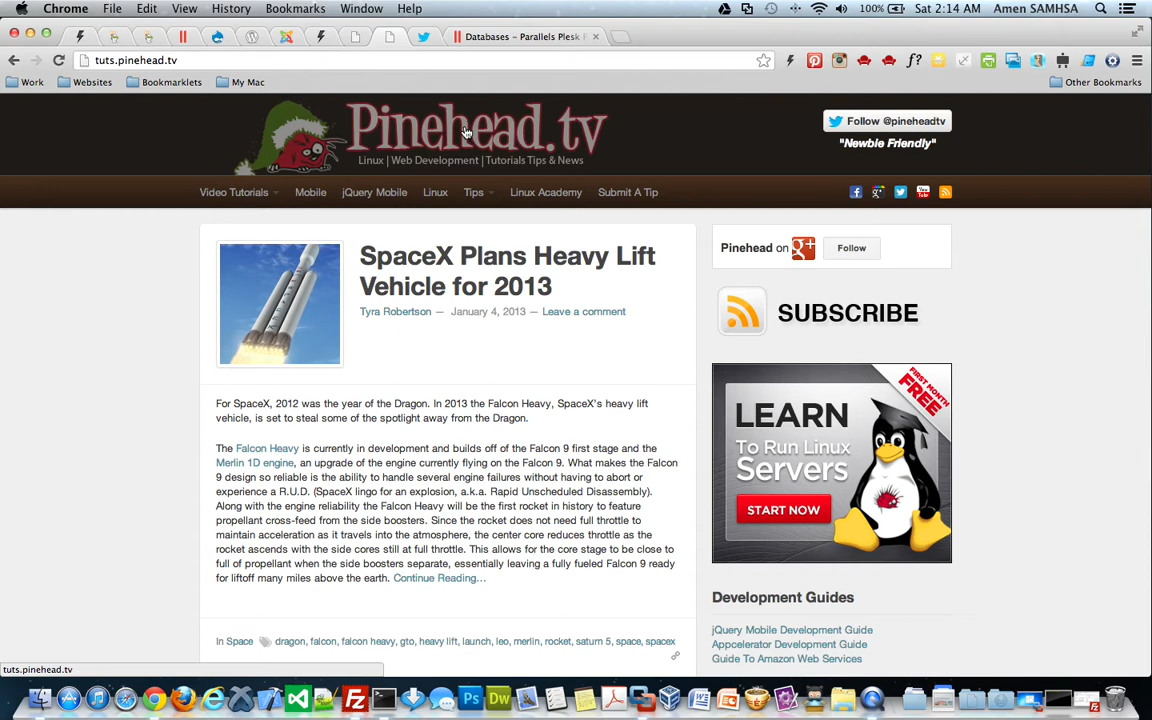 Chrome File Edit View History Bookmarks Window Help 100% Sat 2:14 AM Amen SAMHSA
Databases – Parallels Plesk
tuts.pinehead.tv
Work Websites Bookmarklets My Mac Other Bookmarks
Pinehead.tv
Linux | Web Development | Tutorials Tips & News
Follow @pineheadtv
"Newbie Friendly"
Video Tutorials Mobile jQuery Mobile Linux Tips Linux Academy Submit A Tip
SpaceX Plans Heavy Lift
Vehicle for 2013
Tyra Robertson — January 4, 2013 — Leave a comment
For SpaceX, 2012 was the year of the Dragon. In 2013 the Falcon Heavy, SpaceX's heavy lift
vehicle, is set to steal some of the spotlight away from the Dragon.
The Falcon Heavy is currently in development and builds off of the Falcon 9 first stage and the
Merlin 1D engine, an upgrade of the engine currently flying on the Falcon 9. What makes the Falcon
9 design so reliable is the ability to handle several engine failures without having to abort or
experience a R.U.D. (SpaceX lingo for an explosion, a.k.a. Rapid Unscheduled Disassembly).
Along with the engine reliability the Falcon Heavy will be the first rocket in history to feature
propellant cross-feed from the side boosters. Since the rocket does not need full throttle to
maintain acceleration as it travels into the atmosphere, the center core reduces throttle as the
rocket ascends with the side cores still at full throttle. This allows for the core stage to be close to
full of propellant when the side boosters separate, essentially leaving a fully fueled Falcon 9 ready
for liftoff many miles above the earth. Continue Reading...
In Space dragon, falcon, falcon heavy, gto, heavy lift, launch, leo, merlin, rocket, saturn 5, space, spacex
Pinehead on g+ Follow
SUBSCRIBE
FIRST MONTH
FREE
LEARN
To Run Linux
Servers
START NOW
Development Guides
jQuery Mobile Development Guide
Appcelerator Development Guide
Guide To Amazon Web Services
tuts.pinehead.tv